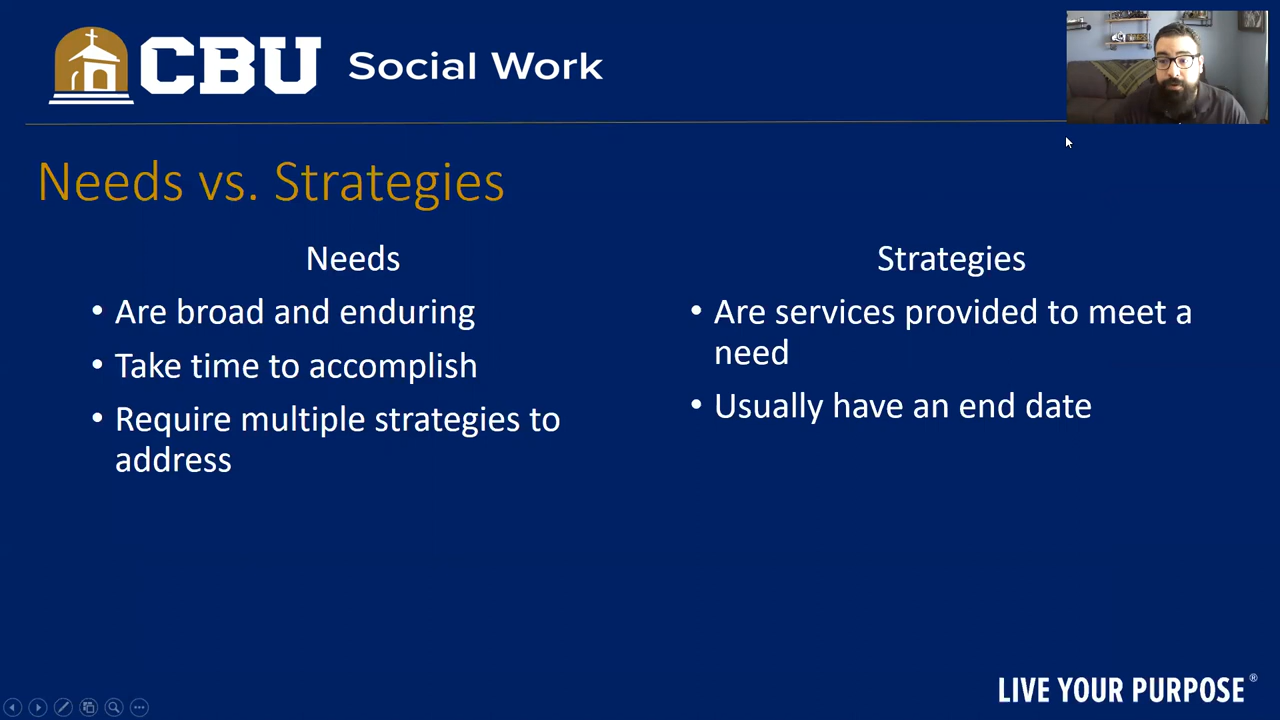 CBU Social Work
Needs vs. Strategies
Needs
• Are broad and enduring
• Take time to accomplish
• Require multiple strategies to
address
Strategies
• Are services provided to meet a
need
• Usually have an end date
LIVE YOUR PURPOSE®